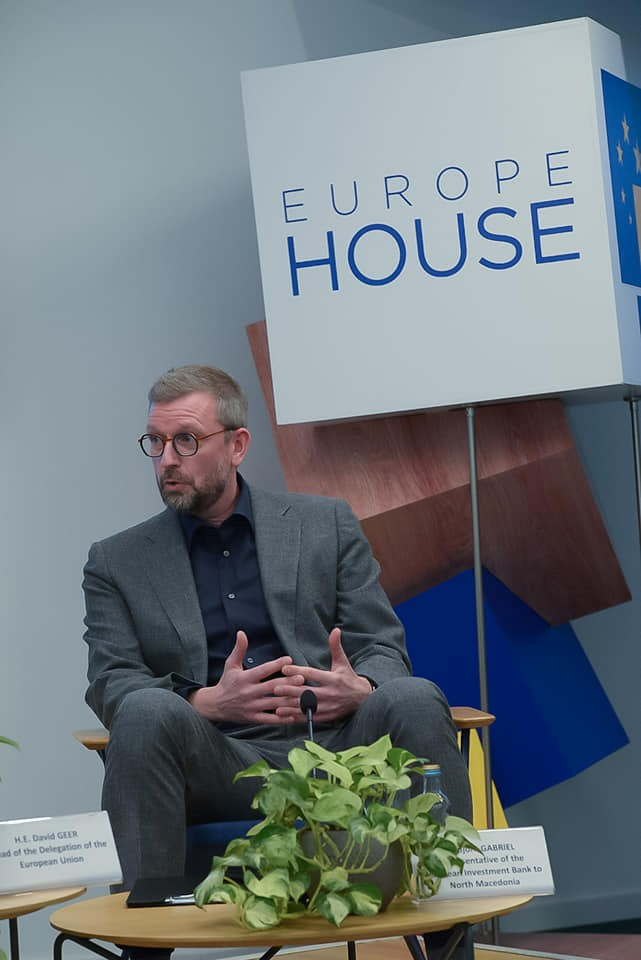 EUROPE
HOUSE
H.E. David GEER
ad of the Delegation of the
European Union
GABRIEL
esentative of the
Investment Bank to
North Macedonia